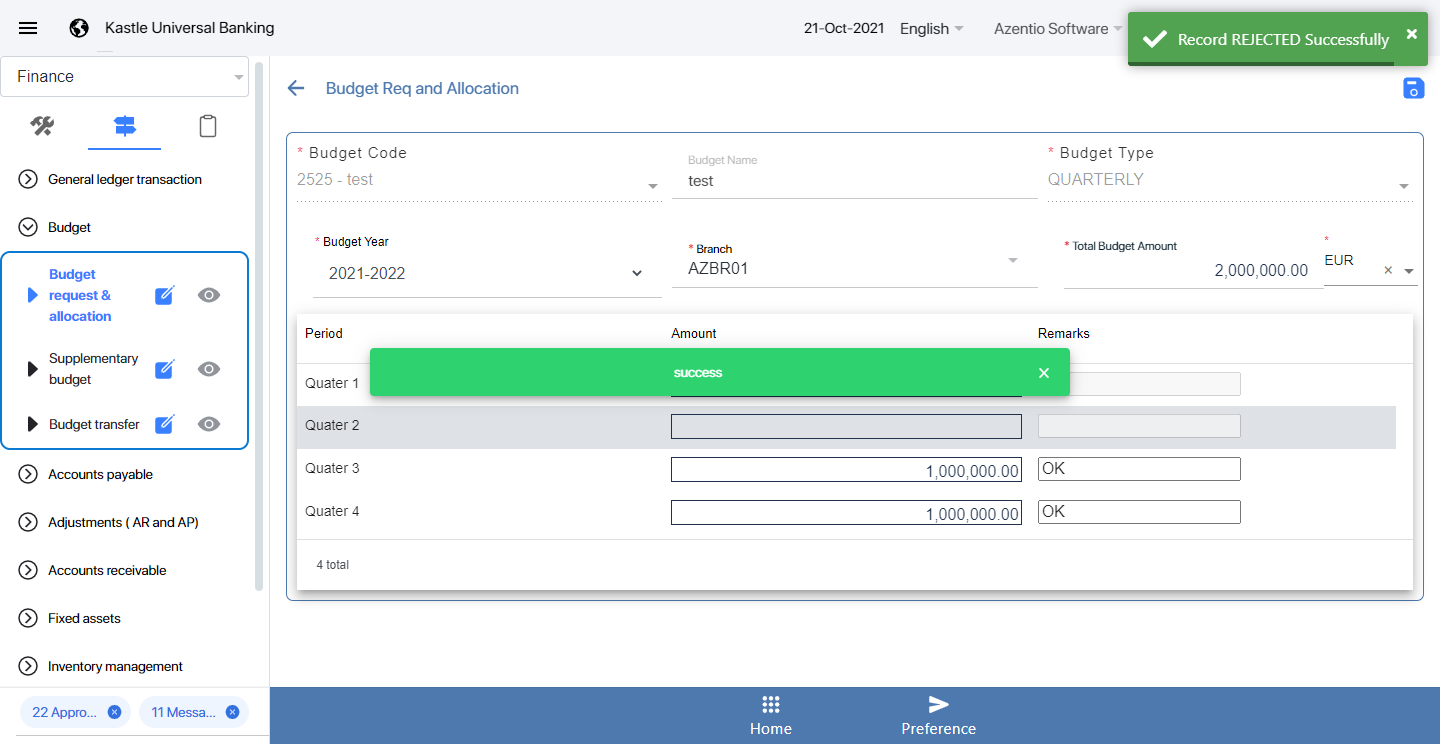 Kastle Universal Banking
21-Oct-2021
English
Azentio Software
Record REJECTED Successfully
Finance
Budget Req and Allocation
General ledger transaction
Budget
Budget
request &
allocation
Supplementary
budget
Budget transfer
Accounts payable
Adjustments ( AR and AP)
Accounts receivable
Fixed assets
Inventory management
22 Appro...
11 Messa...
* Budget Code
2525 - test
Budget Name
test
* Budget Type
QUARTERLY
* Budget Year
2021-2022
* Branch
AZBR01
* Total Budget Amount
2,000,000.00
*
EUR
×
Period Amount Remarks
success
Quater 1
Quater 2
Quater 3 1,000,000.00 OK
Quater 4 1,000,000.00 OK
4 total
Home
Preference